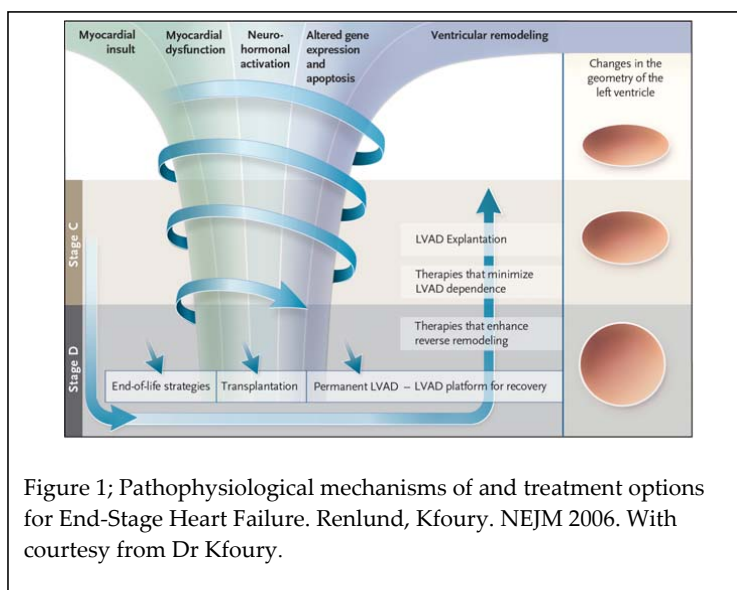 Myocardial
insult
Myocardial
dysfunction
Neuro-
hormonal
activation
Altered gene
expression
and
apoptosis
Ventricular remodeling
Changes in the
geometry of the
left ventricle
Stage C
LVAD Explantation
Therapies that minimize
LVAD dependence
Stage D
Therapies that enhance
reverse remodeling
End-of-life strategies
Transplantation
Permanent LVAD – LVAD platform for recovery
Figure 1; Pathophysiological mechanisms of and treatment options
for End-Stage Heart Failure. Renlund, Kfoury. NEJM 2006. With
courtesy from Dr Kfoury.